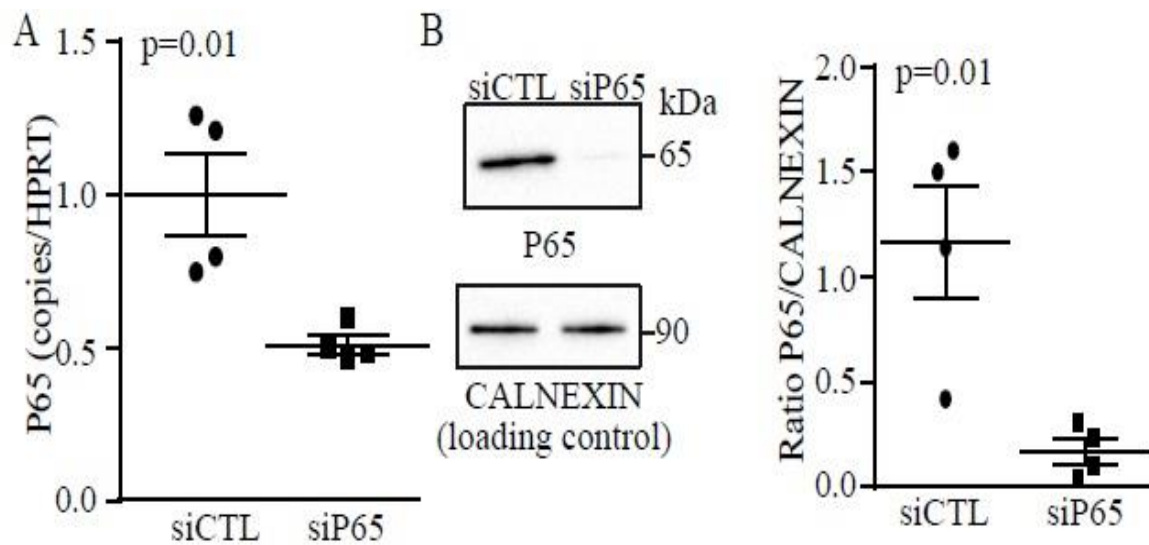 A
P65 (copies/HPRT)
1.5
1.0
0.5
0.0
p=0.01
siCTL
siP65
B
siCTL siP65
kDa
65
P65
90
CALNEXIN
(loading control)
Ratio P65/CALNEXIN
2.0
1.5
1.0
0.5
0.0
p=0.01
siCTL
siP65